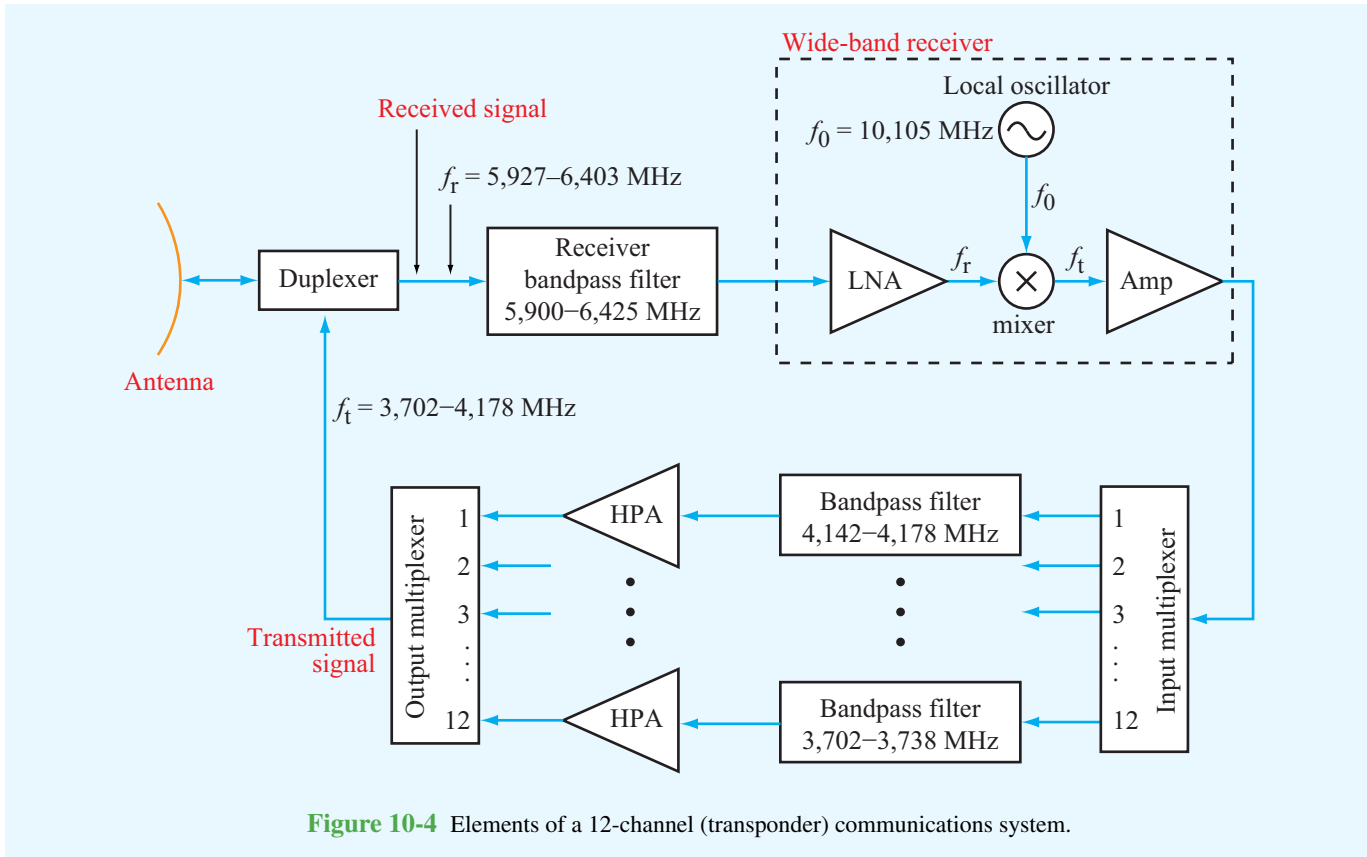 Wide-band receiver
Local oscillator
f0 = 10,105 MHz
Received signal
fr = 5,927–6,403 MHz
f0
Duplexer
Receiver
bandpass filter
5,900−6,425 MHz
LNA
fr
×
mixer
ft
Amp
Antenna
ft = 3,702−4,178 MHz
Output multiplexer
1
2
3
.
.
.
.
12
HPA
Bandpass filter
4,142−4,178 MHz
1
2
3
.
.
.
.
12
Input multiplexer
Transmitted
signal
HPA
Bandpass filter
3,702−3,738 MHz
Figure 10-4 Elements of a 12-channel (transponder) communications system.